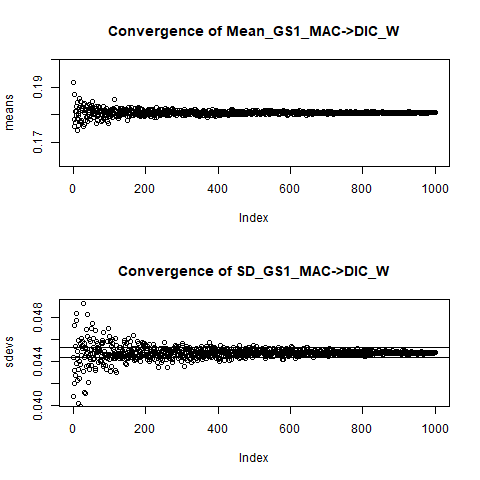 Convergence of Mean_GS1_MAC->DIC_W
means
0.19
0.17
0 200 400 600 800 1000
Index
Convergence of SD_GS1_MAC->DIC_W
sdevs
0.048
0.044
0.040
0 200 400 600 800 1000
Index